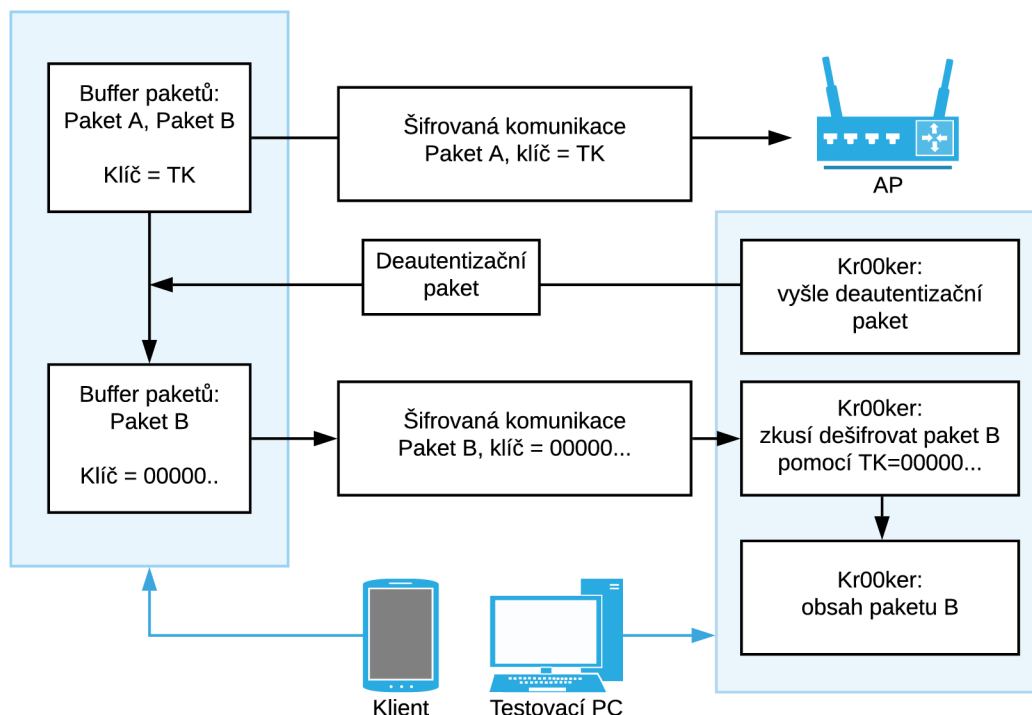 Buffer paketů:
Paket A, Paket B
Klíč = TK
Šifrovaná komunikace
Paket A, klíč = TK
AP
Deautentizační
paket
Kr00ker:
vyšle deautentizační
paket
Buffer paketů:
Paket B
Klíč = 00000..
Šifrovaná komunikace
Paket B, klíč = 00000...
Kr00ker:
zkusí dešifrovat paket B
pomocí TK=00000...
Kr00ker:
obsah paketu B
Klient
Testovací PC